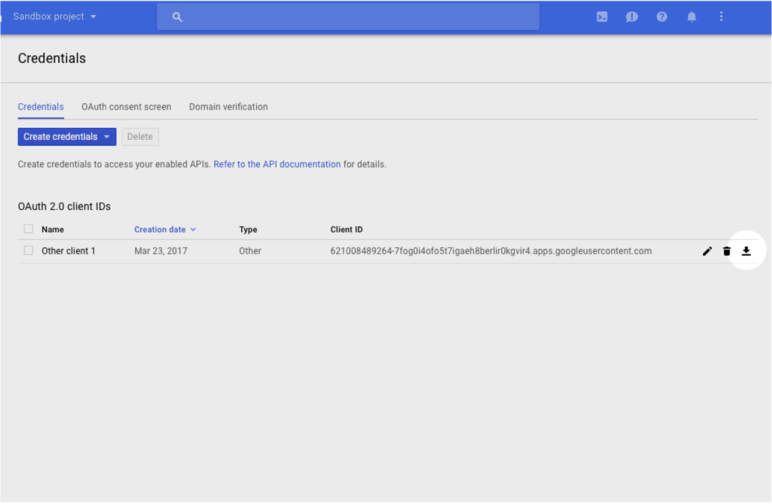 Sandbox project
Credentials
Credentials OAuth consent screen Domain verification
Create credentials Delete
Create credentials to access your enabled APIs. Refer to the API documentation for details.
OAuth 2.0 client IDs
Name Creation date Type Client ID
Other client 1 Mar 23, 2017 Other 621008489264-7fog0i4ofo5t7igaeh8berlir0kgvir4.apps.googleusercontent.com